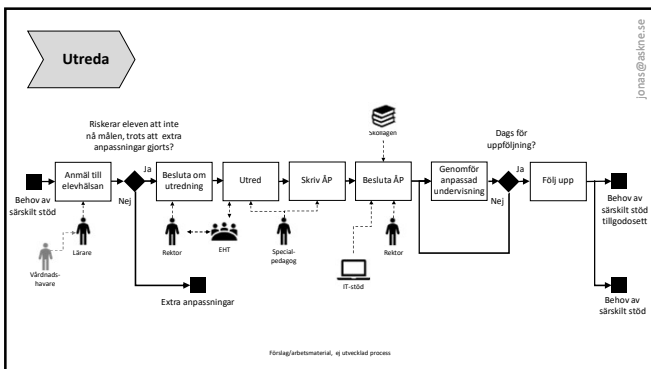 Utreda
jonas@askne.se
Riskerar eleven att inte
nå målen, trots att extra
anpassningar gjorts?
Skollagen
Dags för
uppföljning?
Anmäl till
elevhälsan
Ja
Besluta om
utredning
Utred
Skriv ÅP
Besluta ÅP
Genomför
anpassad
undervisning
Ja
Följ upp
Behov av
särskilt stöd
Nej
Nej
Behov av
särskilt stöd
tillgodosett
Lärare
Vårdnads-
havare
Rektor
EHT
Special-
pedagog
IT-stöd
Rektor
Extra anpassningar
Behov av
särskilt stöd
Förslag/arbetsmaterial, ej utvecklad process